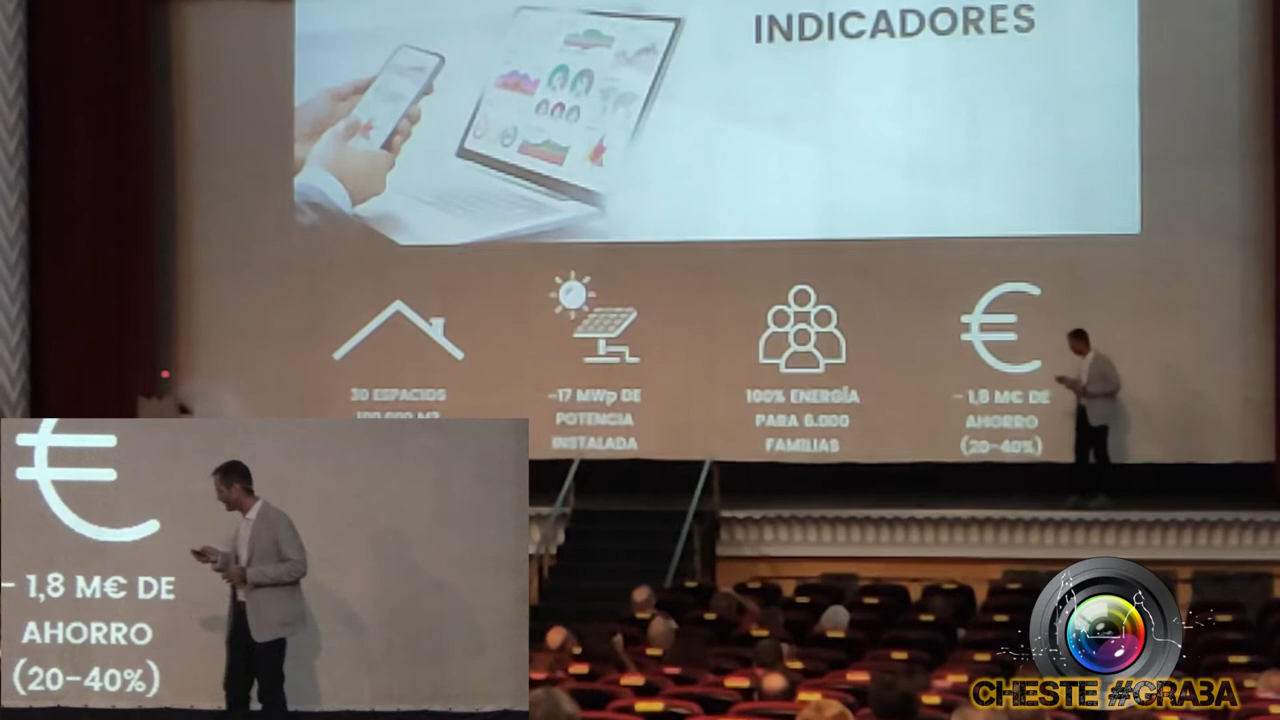 INDICADORES
30 ESPACIOS
~17 MWp DE
POTENCIA
INSTALADA
100% ENERGÍA
PARA 6.000
FAMILIAS
~ 1,8 M€ DE
AHORRO
(20-40%)
- 1,8 M€ DE
AHORRO
(20-40%)
CHESTE #GRABA